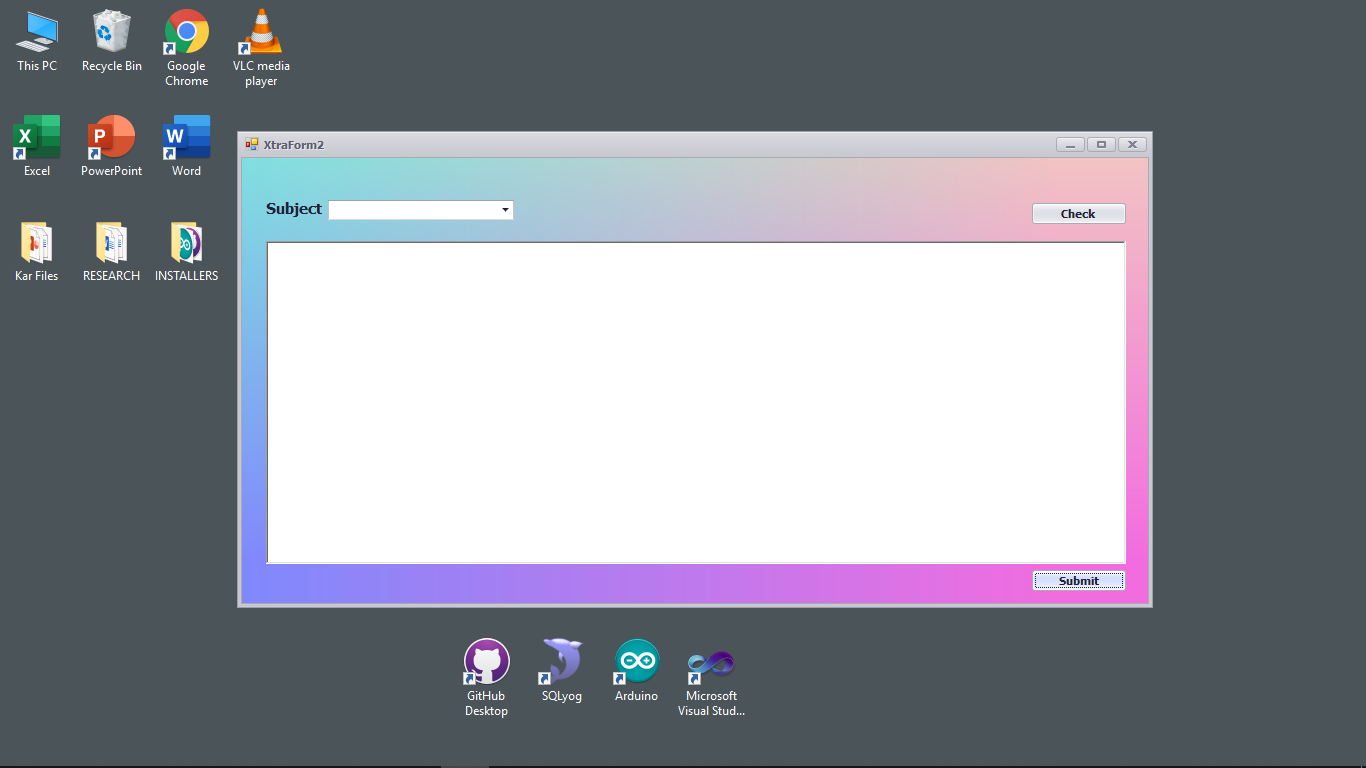 This PC
Recycle Bin
Google
Chrome
VLC media
player
Excel
PowerPoint
Word
Kar Files
RESEARCH
INSTALLERS
XtraForm2
Subject
Check
Submit
GitHub
Desktop
SQLyog
Arduino
Microsoft
Visual Stud...